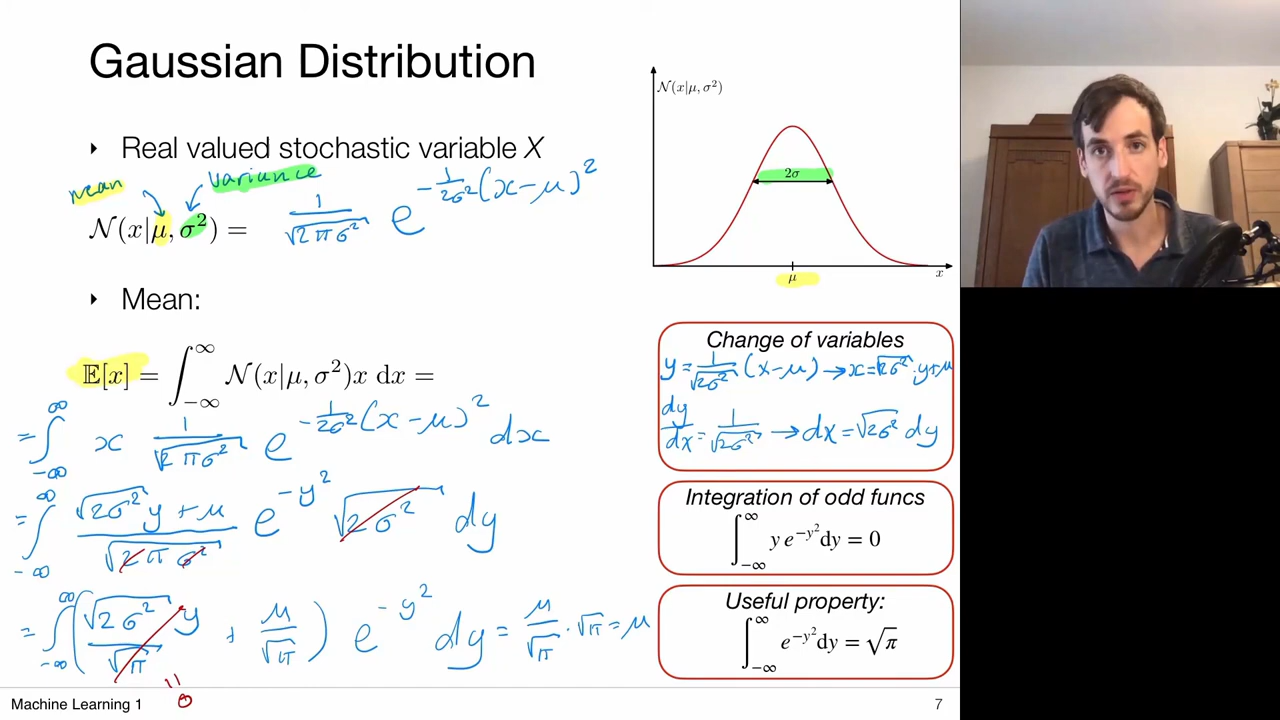 Gaussian Distribution
‣ Real valued stochastic variable X
mean variance
N(x|μ, σ²) = 1/√(2πσ²) e^(-1/(2σ²)(x-μ)²)
‣ Mean:
𝔼[x] = ∫_{-∞}^{∞} N(x|μ, σ²)x dx =
= ∫_{-∞}^{∞} x 1/√(2πσ²) e^(-1/(2σ²)(x-μ)²) dx
= ∫_{-∞}^{∞} (√(2σ²) y + μ)/√(2πσ²) e^(-y²) √(2σ²) dy
= ∫_{-∞}^{∞} (√(2σ²)/√π y + μ/√π) e^(-y²) dy = μ/√π · √π = μ
= 0
N(x|μ, σ²)
2σ
μ
x
Change of variables
y = 1/√(2σ²) (x-μ) → x = √(2σ²) · y + μ
dy/dx = 1/√(2σ²) → dx = √(2σ²) dy
Integration of odd funcs
∫_{-∞}^{∞} y e^(-y²) dy = 0
Useful property:
∫_{-∞}^{∞} e^(-y²) dy = √π
Machine Learning 1
7